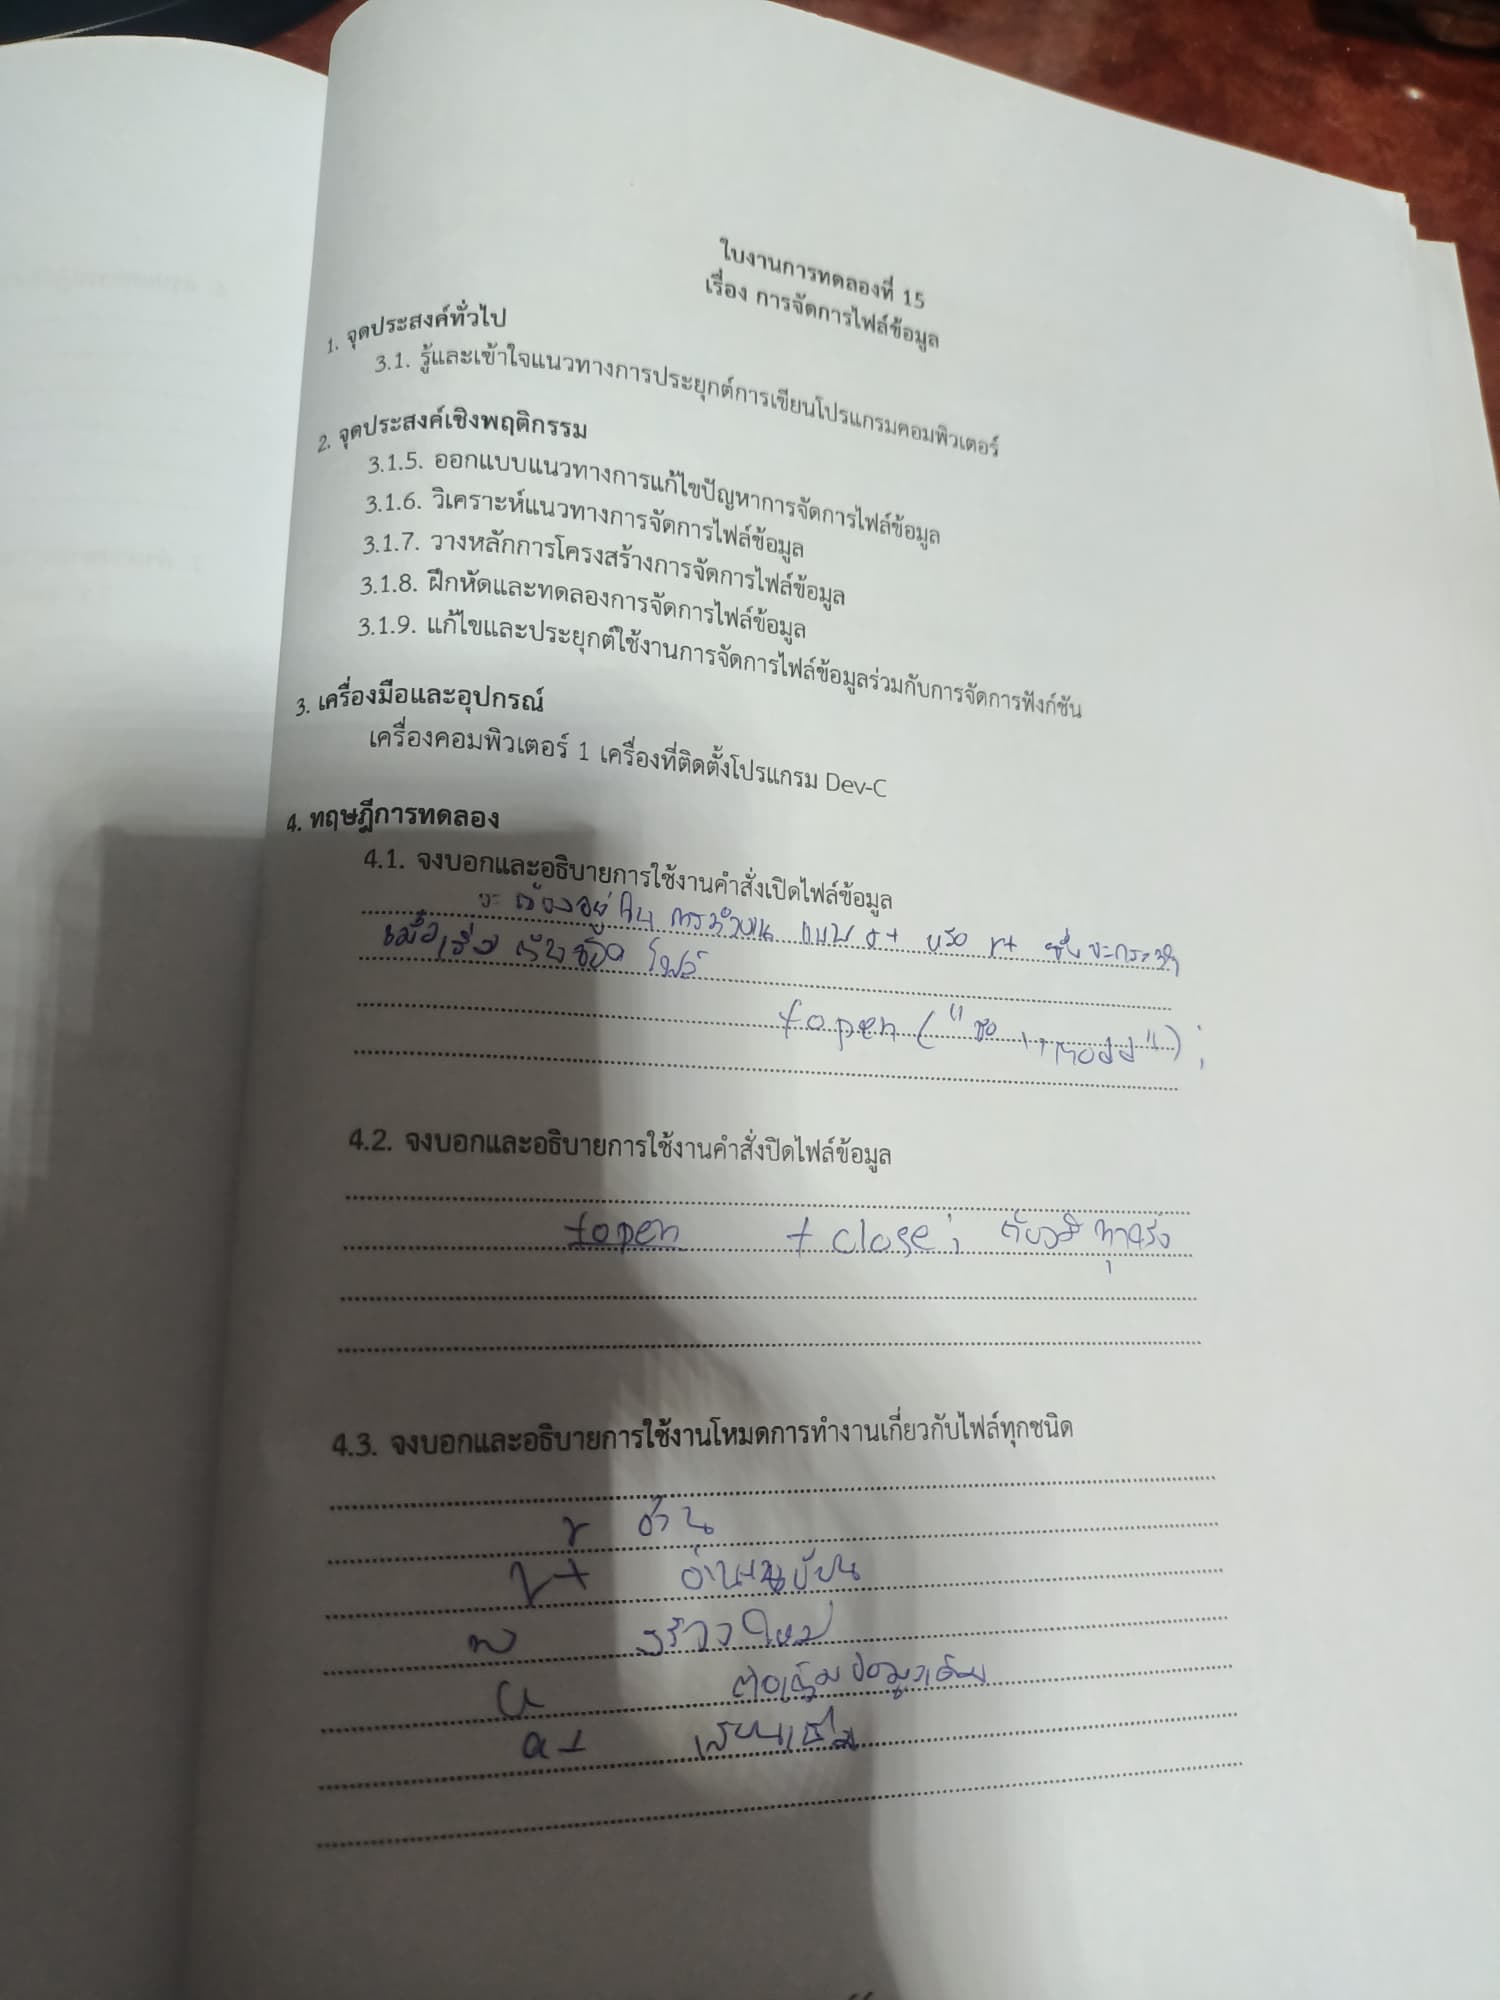 ใบงานการทดลองที่ 15
เรื่อง การจัดการไฟล์ข้อมูล
1. จุดประสงค์ทั่วไป
3.1. รู้และเข้าใจแนวทางการประยุกต์การเขียนโปรแกรมคอมพิวเตอร์
2. จุดประสงค์เชิงพฤติกรรม
3.1.5. ออกแบบแนวทางการแก้ไขปัญหาการจัดการไฟล์ข้อมูล
3.1.6. วิเคราะห์แนวทางการจัดการไฟล์ข้อมูล
3.1.7. วางหลักการโครงสร้างการจัดการไฟล์ข้อมูล
3.1.8. ฝึกหัดและทดลองการจัดการไฟล์ข้อมูล
3.1.9. แก้ไขและประยุกต์ใช้งานการจัดการไฟล์ข้อมูลร่วมกับการจัดการฟังก์ชัน
3. เครื่องมือและอุปกรณ์
เครื่องคอมพิวเตอร์ 1 เครื่องที่ติดตั้งโปรแกรม Dev-C
4. ทฤษฎีการทดลอง
4.1. จงบอกและอธิบายการใช้งานคำสั่งเปิดไฟล์ข้อมูล
จะต้องอยู่ใน การทำงาน แบบ a+ หรือ r+ ซึ่งจะกระทำ
เมื่อเริ่มต้น
fopen ("ชื่อ
4.2. จงบอกและอธิบายการใช้งานคำสั่งปิดไฟล์ข้อมูล
fopen fclose; ต้องมีทุกครั้ง
4.3. จงบอกและอธิบายการใช้งานโหมดการทำงานเกี่ยวกับไฟล์ทุกชนิด
r อ่าน
r+
w สร้างใหม่
a ต่อเติมข้อมูลเดิม
a+